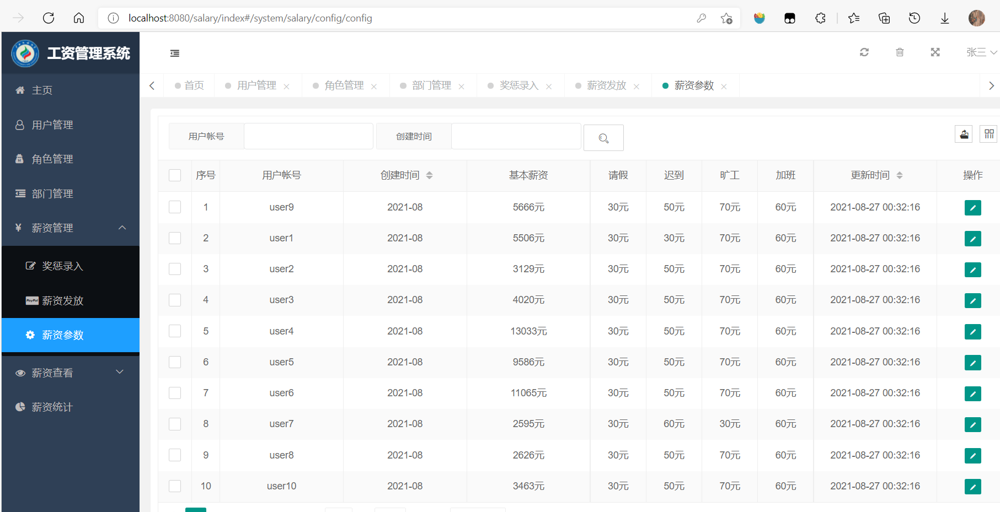 localhost:8080/salary/index#/system/salary/config/config
工资管理系统
张三
首页 用户管理 角色管理 部门管理 奖惩录入 薪资发放 薪资参数
主页
用户管理
角色管理
部门管理
¥ 薪资管理
奖惩录入
PayPal 薪资发放
薪资参数
薪资查看
薪资统计
用户帐号 创建时间
序号 用户帐号 创建时间 基本薪资 请假 迟到 旷工 加班 更新时间 操作
1 user9 2021-08 5666元 30元 50元 70元 60元 2021-08-27 00:32:16
2 user1 2021-08 5506元 30元 30元 70元 60元 2021-08-27 00:32:16
3 user2 2021-08 3129元 30元 50元 70元 60元 2021-08-27 00:32:16
4 user3 2021-08 4020元 30元 50元 70元 60元 2021-08-27 00:32:16
5 user4 2021-08 13033元 30元 50元 70元 60元 2021-08-27 00:32:16
6 user5 2021-08 9586元 30元 50元 70元 60元 2021-08-27 00:32:16
7 user6 2021-08 11065元 30元 50元 70元 60元 2021-08-27 00:32:16
8 user7 2021-08 2595元 30元 60元 30元 60元 2021-08-27 00:32:16
9 user8 2021-08 2626元 30元 50元 70元 60元 2021-08-27 00:32:16
10 user10 2021-08 3463元 30元 50元 70元 60元 2021-08-27 00:32:16